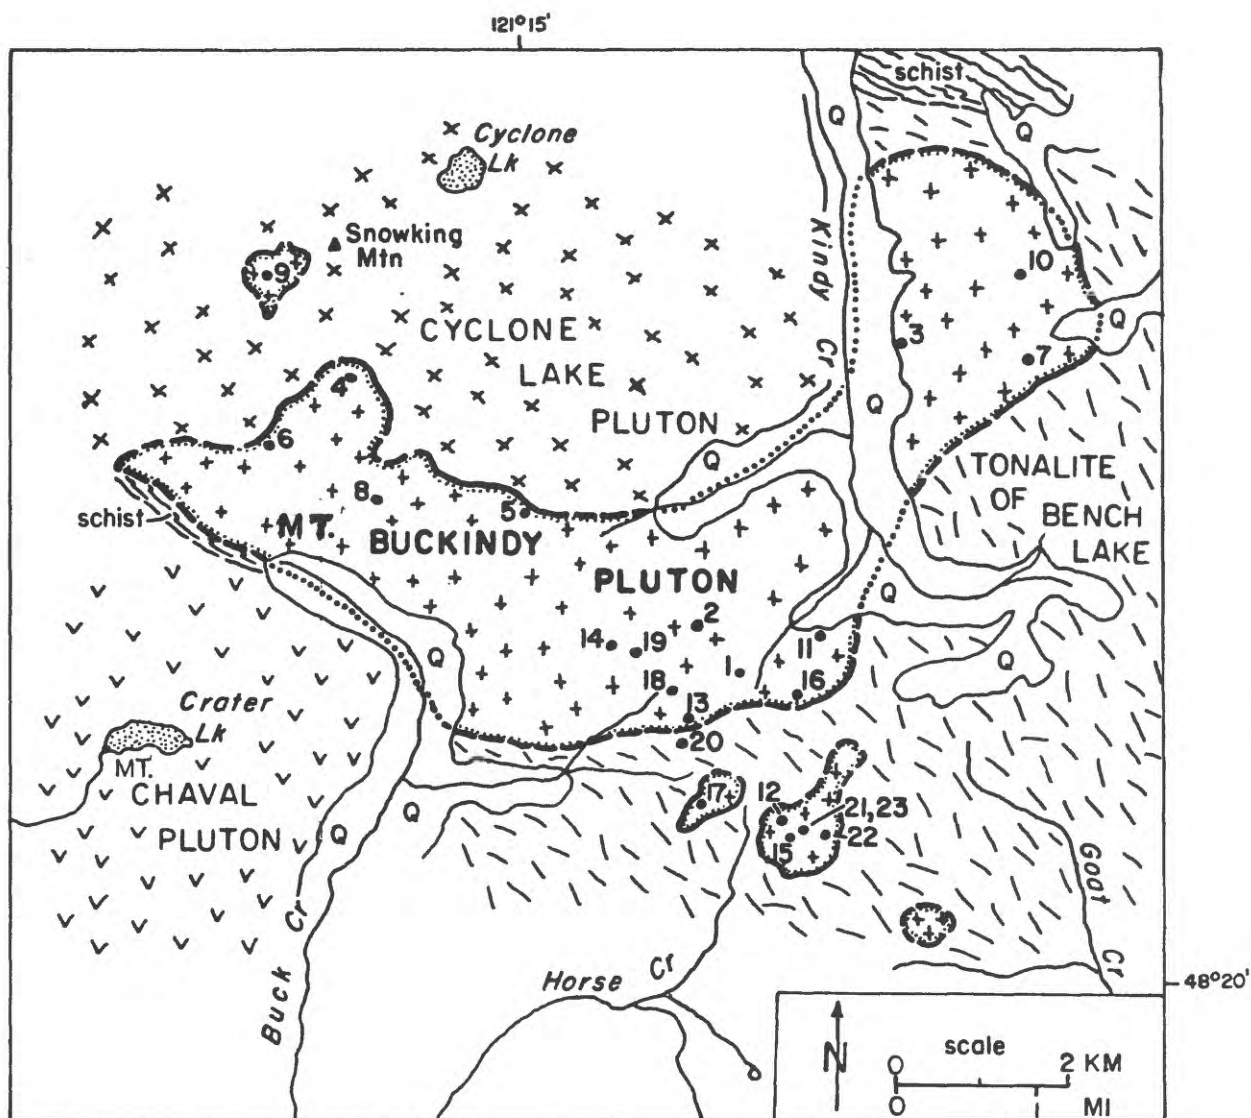 121°15'
schist
Q
Q
Cyclone
Lk
Kindy
Cr
Snowking
Mtn
9
10
Q
3
7
CYCLONE
LAKE
PLUTON
4
6
Q
Q
8
5
schist
MT.
BUCKINDY
PLUTON
TONALITE
OF
BENCH
LAKE
Q
2
14
19
11
Q
Q
1
18
16
13
20
Crater
Lk
MT.
CHAVAL
PLUTON
17
12
21,23
15
22
Q
Q
Goat
Cr
Buck
Cr
Horse
Cr
48°20'
N
scale
0
2 KM
0
1
MI